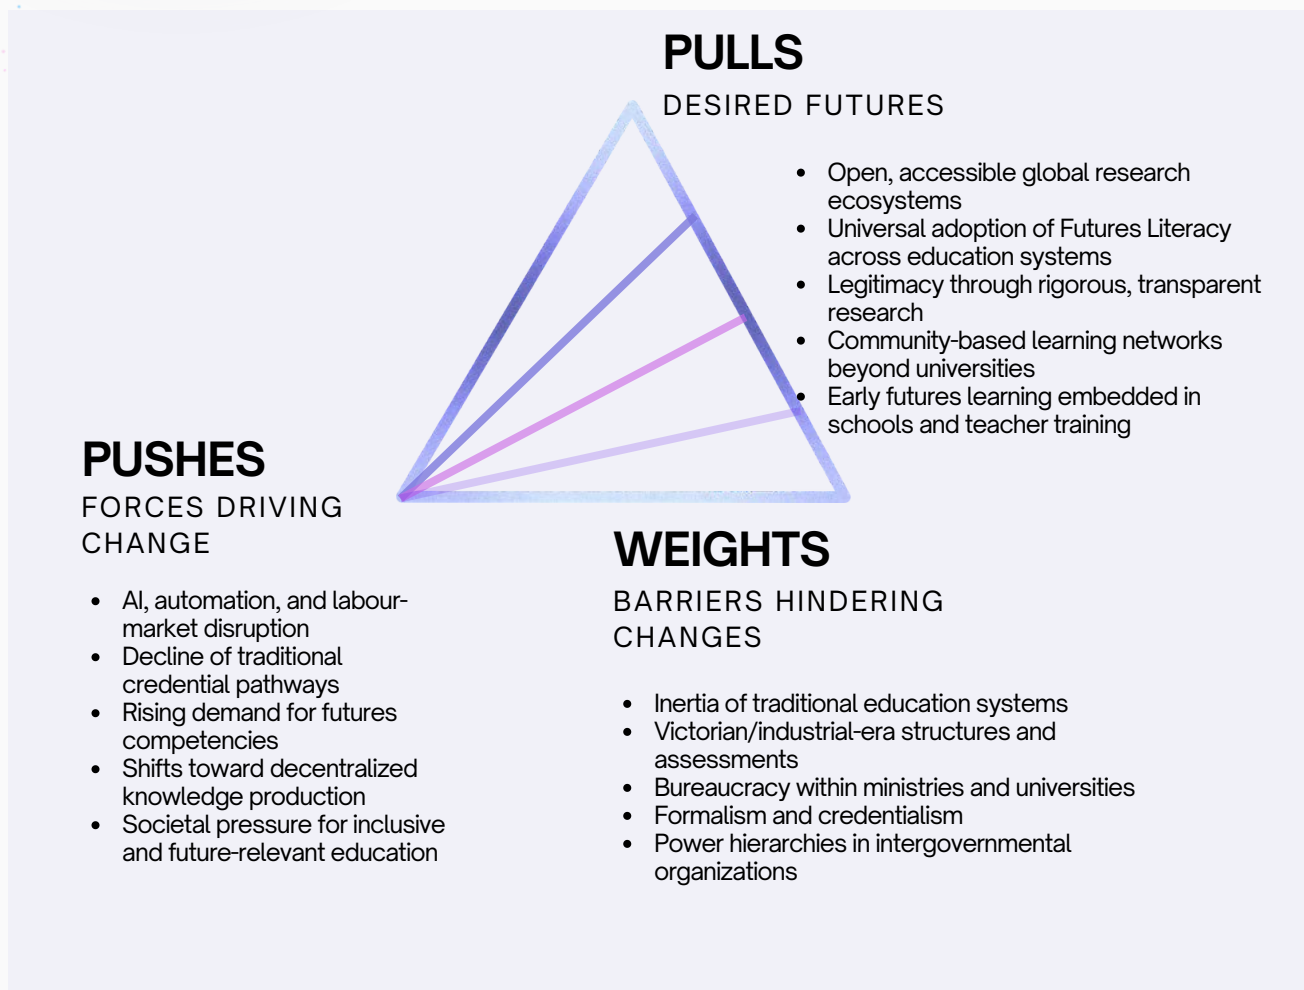 PULLS
DESIRED FUTURES
• Open, accessible global research
ecosystems
• Universal adoption of Futures Literacy
across education systems
• Legitimacy through rigorous, transparent
research
• Community-based learning networks
beyond universities
• Early futures learning embedded in
schools and teacher training
PUSHES
FORCES DRIVING
CHANGE
• AI, automation, and labour-
market disruption
• Decline of traditional
credential pathways
• Rising demand for futures
competencies
• Shifts toward decentralized
knowledge production
• Societal pressure for inclusive
and future-relevant education
WEIGHTS
BARRIERS HINDERING
CHANGES
• Inertia of traditional education systems
• Victorian/industrial-era structures and
assessments
• Bureaucracy within ministries and universities
• Formalism and credentialism
• Power hierarchies in intergovernmental
organizations